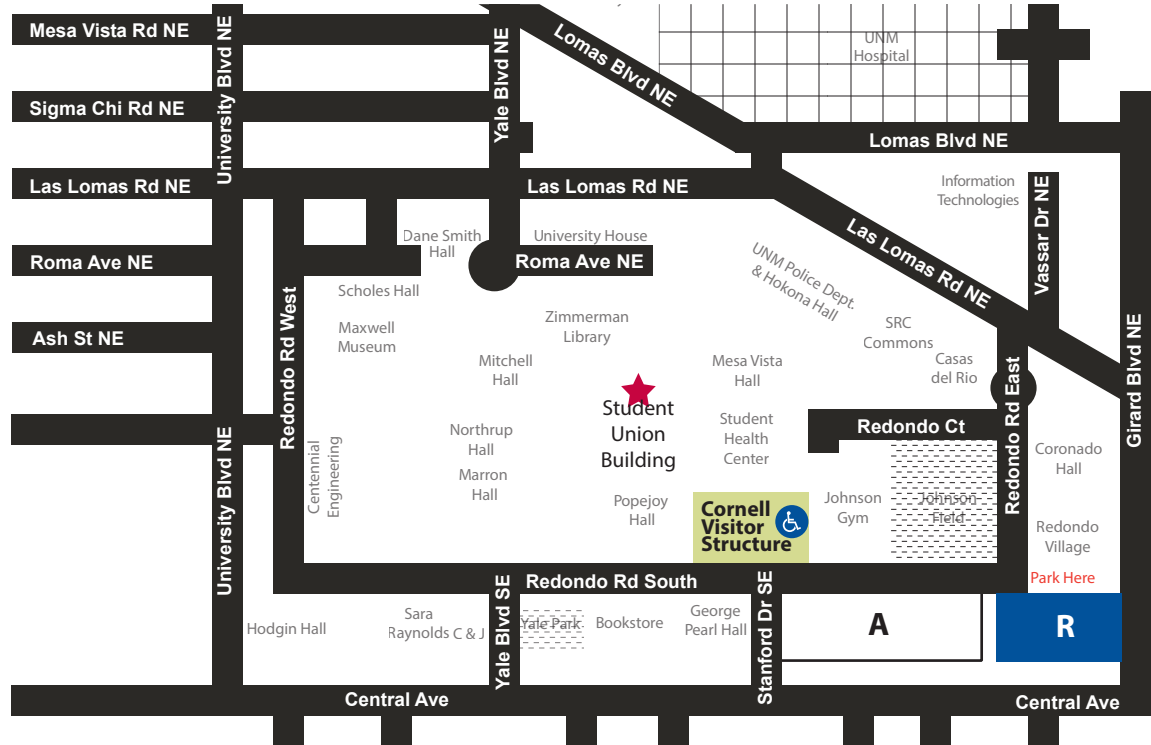 Mesa Vista Rd NE
University Blvd NE
Yale Blvd NE
Lomas Blvd NE
UNM
Hospital
Sigma Chi Rd NE
Lomas Blvd NE
Las Lomas Rd NE
Las Lomas Rd NE
Information
Technologies
Vassar Dr NE
Dane Smith
Hall
University House
Roma Ave NE
Roma Ave NE
UNM Police Dept.
& Hokona Hall
Las Lomas Rd NE
Scholes Hall
Redondo Rd West
Maxwell
Museum
Zimmerman
Library
SRC
Commons
Ash St NE
Mitchell
Hall
Mesa Vista
Hall
Casas
del Rio
Redondo Rd East
Girard Blvd NE
Student
Union
Building
Student
Health
Center
Redondo Ct
University Blvd NE
Centennial
Engineering
Northrup
Hall
Marron
Hall
Coronado
Hall
Popejoy
Hall
Cornell
Visitor
Structure
Johnson
Gym
Johnson
Field
Redondo
Village
Park Here
Redondo Rd South
Yale Blvd SE
Stanford Dr SE
Hodgin Hall
Sara
Raynolds
C & J
Yale Park
Bookstore
George
Pearl Hall
A
R
Central Ave
Central Ave